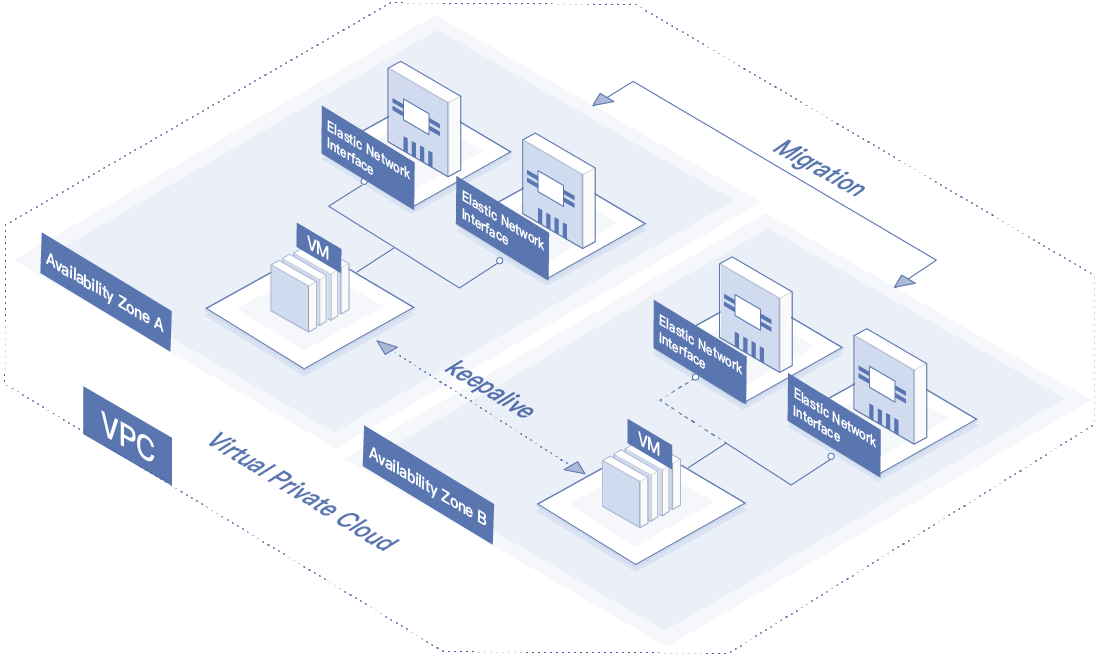 Elastic Network
Interface
Elastic Network
Interface
Migration
VM
Availability Zone A
Elastic Network
Interface
Elastic Network
Interface
keepalive
VM
VPC
Virtual Private Cloud
Availability Zone B